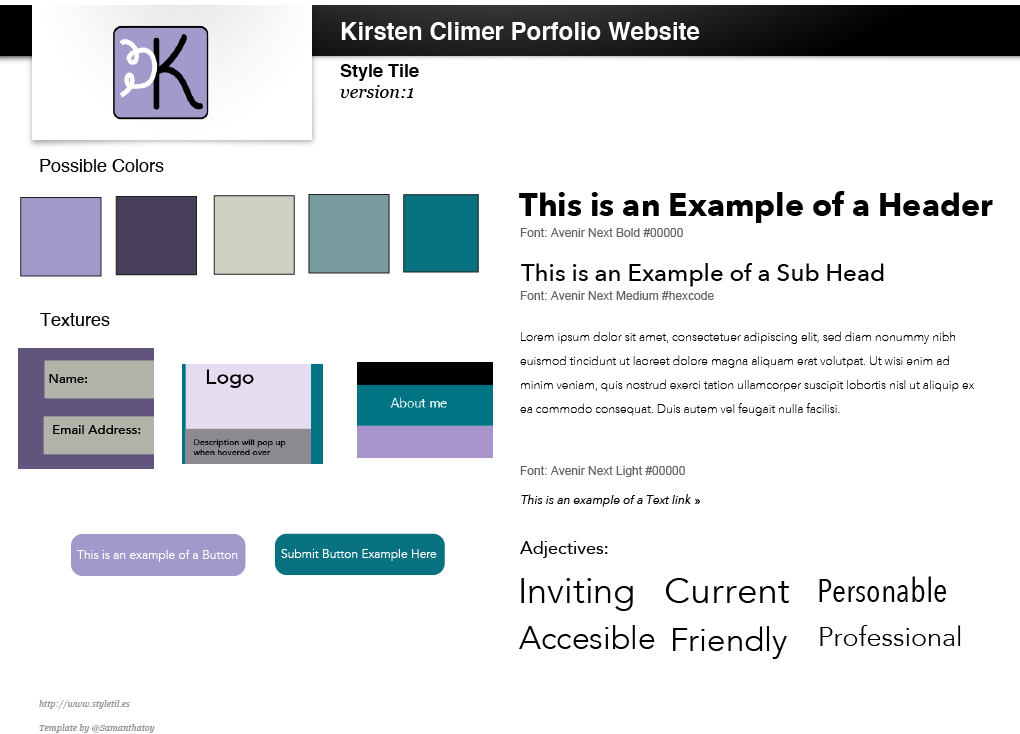 Kirsten Climer Porfolio Website
K
Style Tile
version:1
Possible Colors
This is an Example of a Header
Font: Avenir Next Bold #00000
This is an Example of a Sub Head
Font: Avenir Next Medium #hexcode
Textures
Name:
Email Address:
Logo
Description will pop up
when hovered over
About me
Lorem ipsum dolor sit amet, consectetuer adipiscing elit, sed diam nonummy nibh
euismod tincidunt ut laoreet dolore magna aliquam erat volutpat. Ut wisi enim ad
minim veniam, quis nostrud exerci tation ullamcorper suscipit lobortis nisl ut aliquip ex
ea commodo consequat. Duis autem vel feugait nulla facilisi.
Font: Avenir Next Light #00000
This is an example of a Text link »
This is an example of a Button
Submit Button Example Here
Adjectives:
Inviting Current Personable
Accesible Friendly Professional
http://www.styletil.es
Template by @Samanthatoy